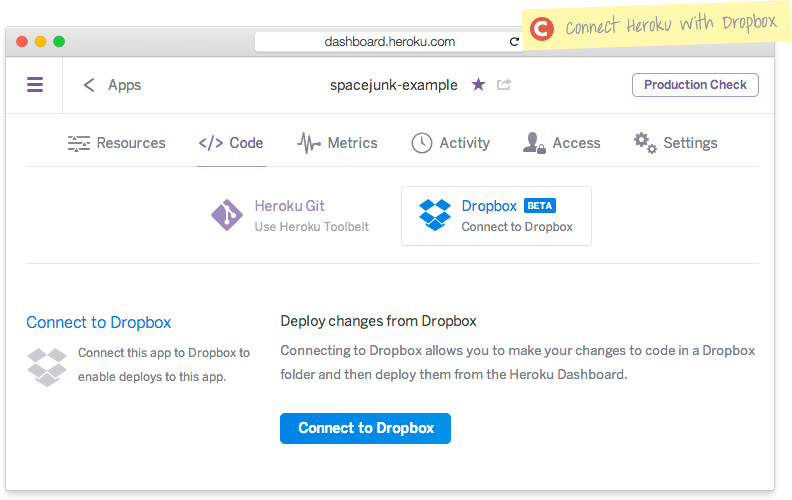 C Connect Heroku with Dropbox
dashboard.heroku.com
Apps
spacejunk-example
Production Check
Resources
</> Code
Metrics
Activity
Access
Settings
Heroku Git
Use Heroku Toolbelt
Dropbox BETA
Connect to Dropbox
Connect to Dropbox
Connect this app to Dropbox to
enable deploys to this app.
Deploy changes from Dropbox
Connecting to Dropbox allows you to make your changes to code in a Dropbox
folder and then deploy them from the Heroku Dashboard.
Connect to Dropbox